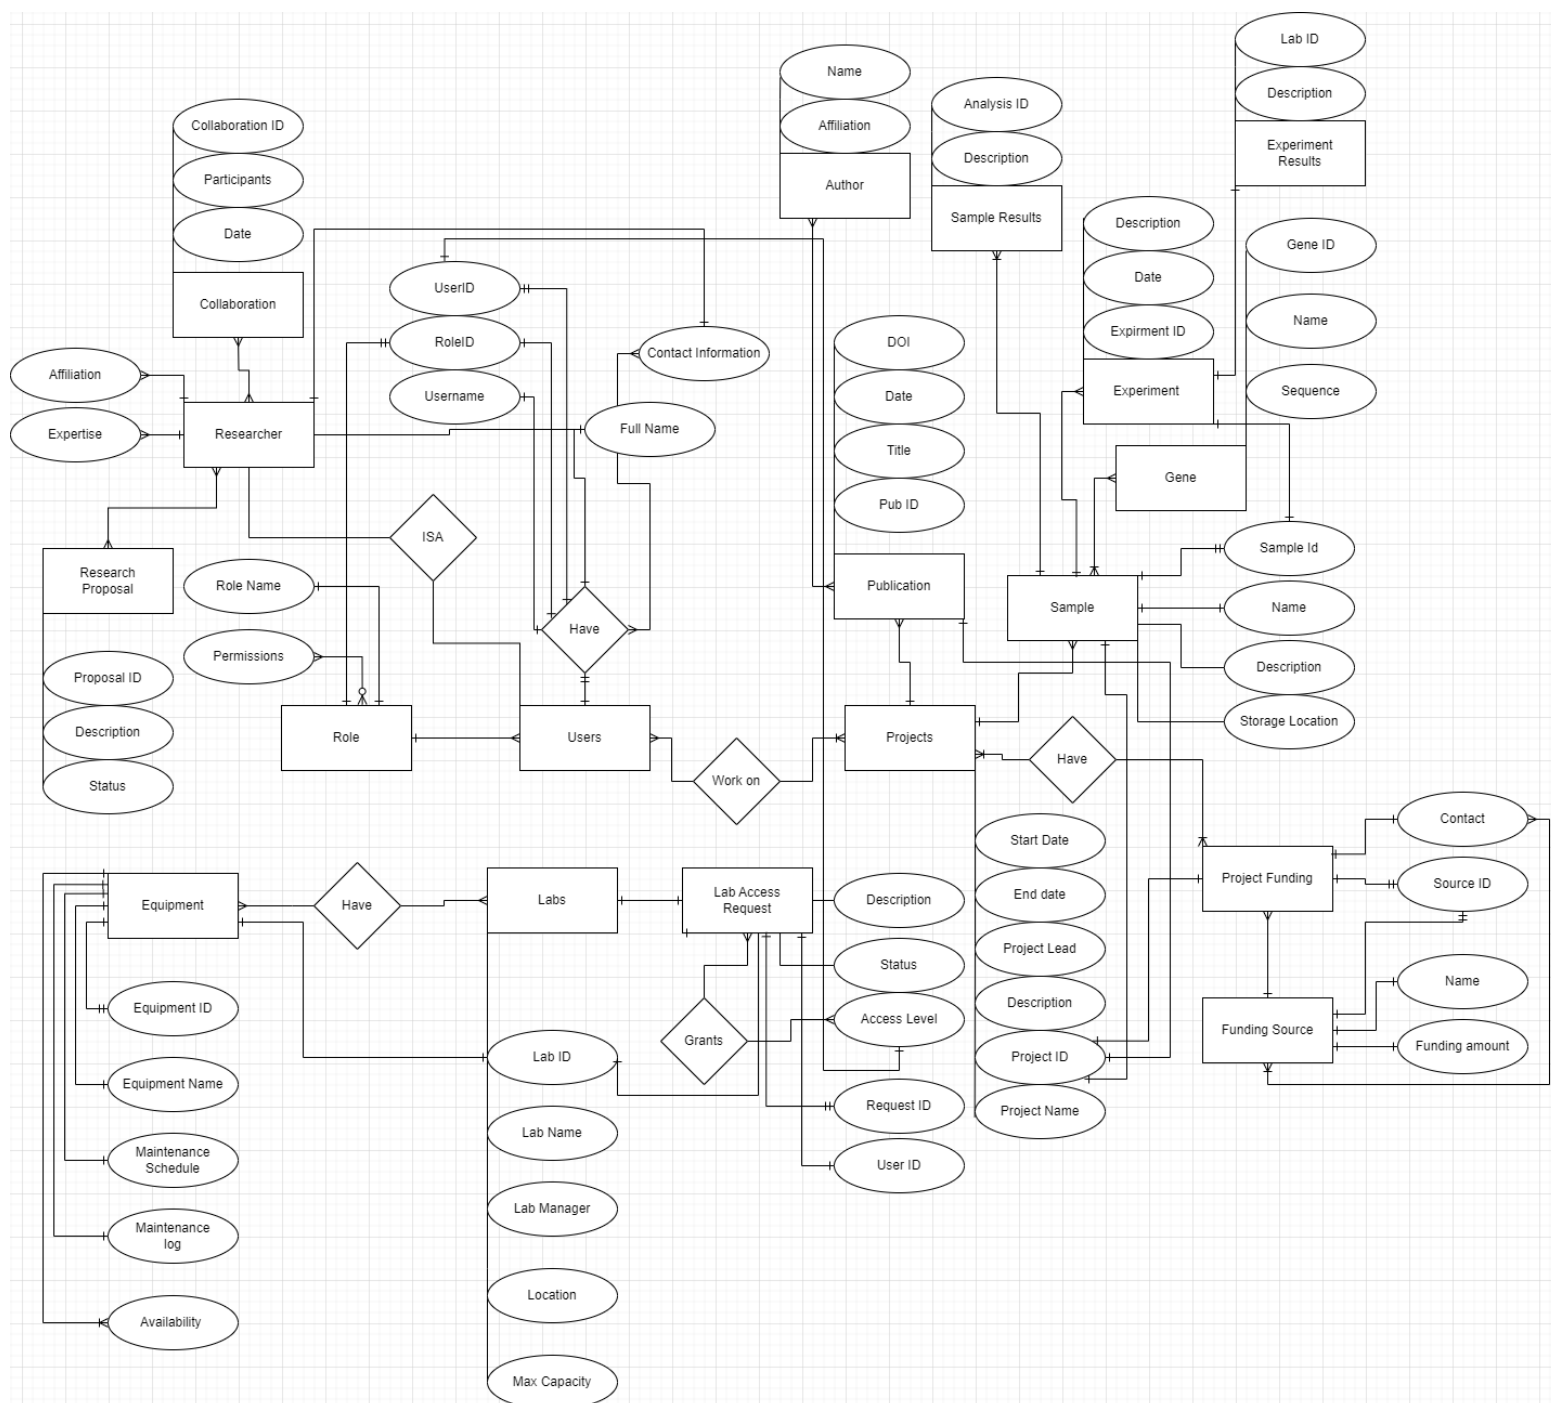 Lab ID
Name
Description
Analysis ID
Collaboration ID
Affiliation
Experiment
Results
Description
Participants
Author
Sample Results
Description
Date
Gene ID
Date
Collaboration
UserID
Name
Expirment ID
RoleID
DOI
Contact Information
Affiliation
Username
Date
Experiment
Sequence
Researcher
Full Name
Expertise
Title
Gene
Pub ID
ISA
Sample Id
Research
Proposal
Role Name
Publication
Sample
Name
Have
Permissions
Description
Proposal ID
Storage Location
Description
Role
Users
Projects
Have
Work on
Status
Contact
Start Date
Equipment
Have
Labs
Lab Access
Request
Description
End date
Project Funding
Source ID
Project Lead
Status
Name
Equipment ID
Description
Access Level
Funding Source
Grants
Lab ID
Project ID
Funding amount
Equipment Name
Request ID
Project Name
Lab Name
Maintenance
Schedule
User ID
Lab Manager
Maintenance
log
Location
Availability
Max Capacity